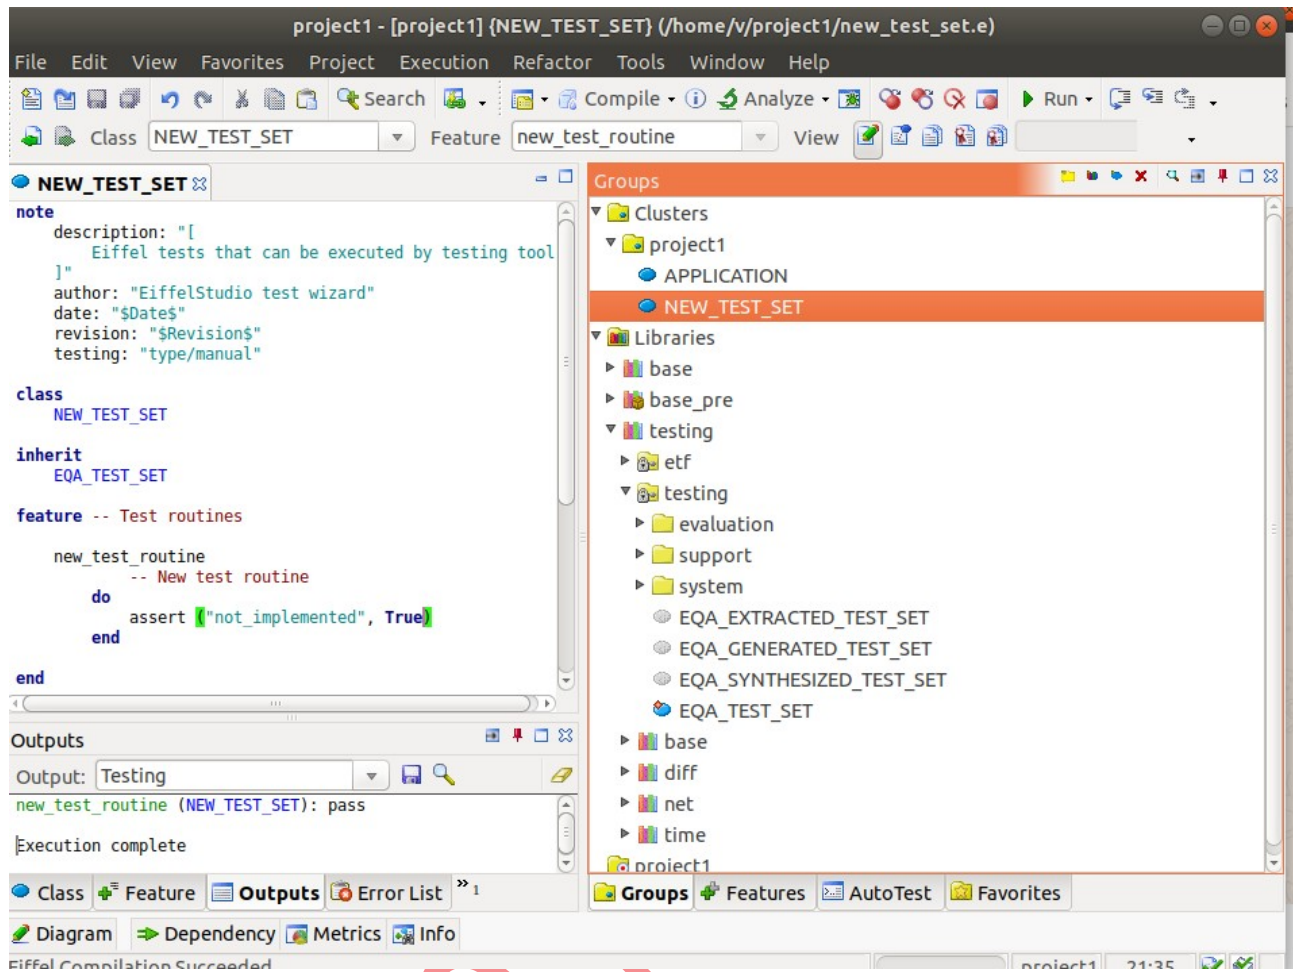 project1 - [project1] {NEW_TEST_SET} (/home/v/project1/new_test_set.e)
File Edit View Favorites Project Execution Refactor Tools Window Help
Search Compile Analyze Run
Class NEW_TEST_SET Feature new_test_routine View
NEW_TEST_SET
note
description: "[
Eiffel tests that can be executed by testing tool
]"
author: "EiffelStudio test wizard"
date: "$Date$"
revision: "$Revision$"
testing: "type/manual"
class
NEW_TEST_SET
inherit
EQA_TEST_SET
feature -- Test routines
new_test_routine
-- New test routine
do
assert ("not_implemented", True)
end
end
Outputs
Output: Testing
new_test_routine (NEW_TEST_SET): pass
Execution complete
Class Feature Outputs Error List » 1
Groups
Clusters
project1
APPLICATION
NEW_TEST_SET
Libraries
base
base_pre
testing
etf
testing
evaluation
support
system
EQA_EXTRACTED_TEST_SET
EQA_GENERATED_TEST_SET
EQA_SYNTHESIZED_TEST_SET
EQA_TEST_SET
base
diff
net
time
project1
Groups Features AutoTest Favorites
Diagram Dependency Metrics Info
Eiffel Compilation Succeeded project1 21:35